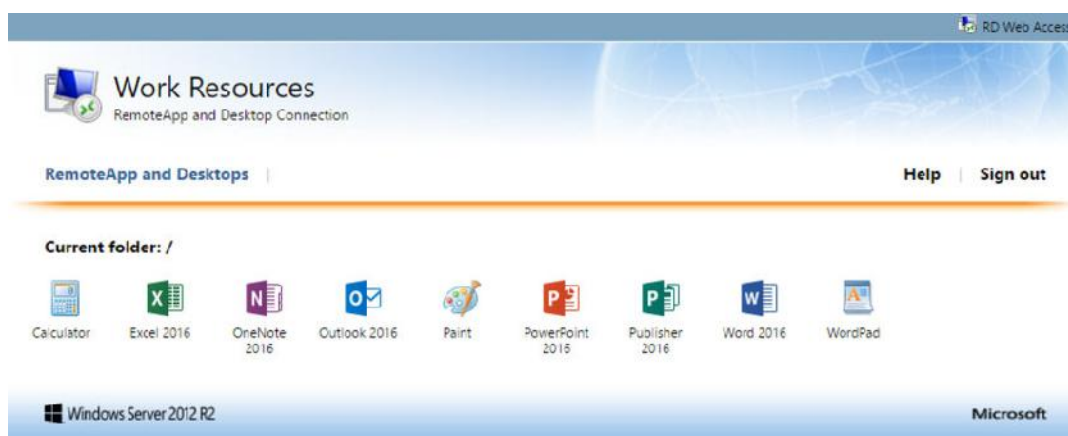 RD Web Access
Work Resources
RemoteApp and Desktop Connection
RemoteApp and Desktops | Help | Sign out
Current folder: /
Calculator
Excel 2016
OneNote
2016
Outlook 2016
Paint
PowerPoint
2016
Publisher
2016
Word 2016
WordPad
Windows Server 2012 R2
Microsoft